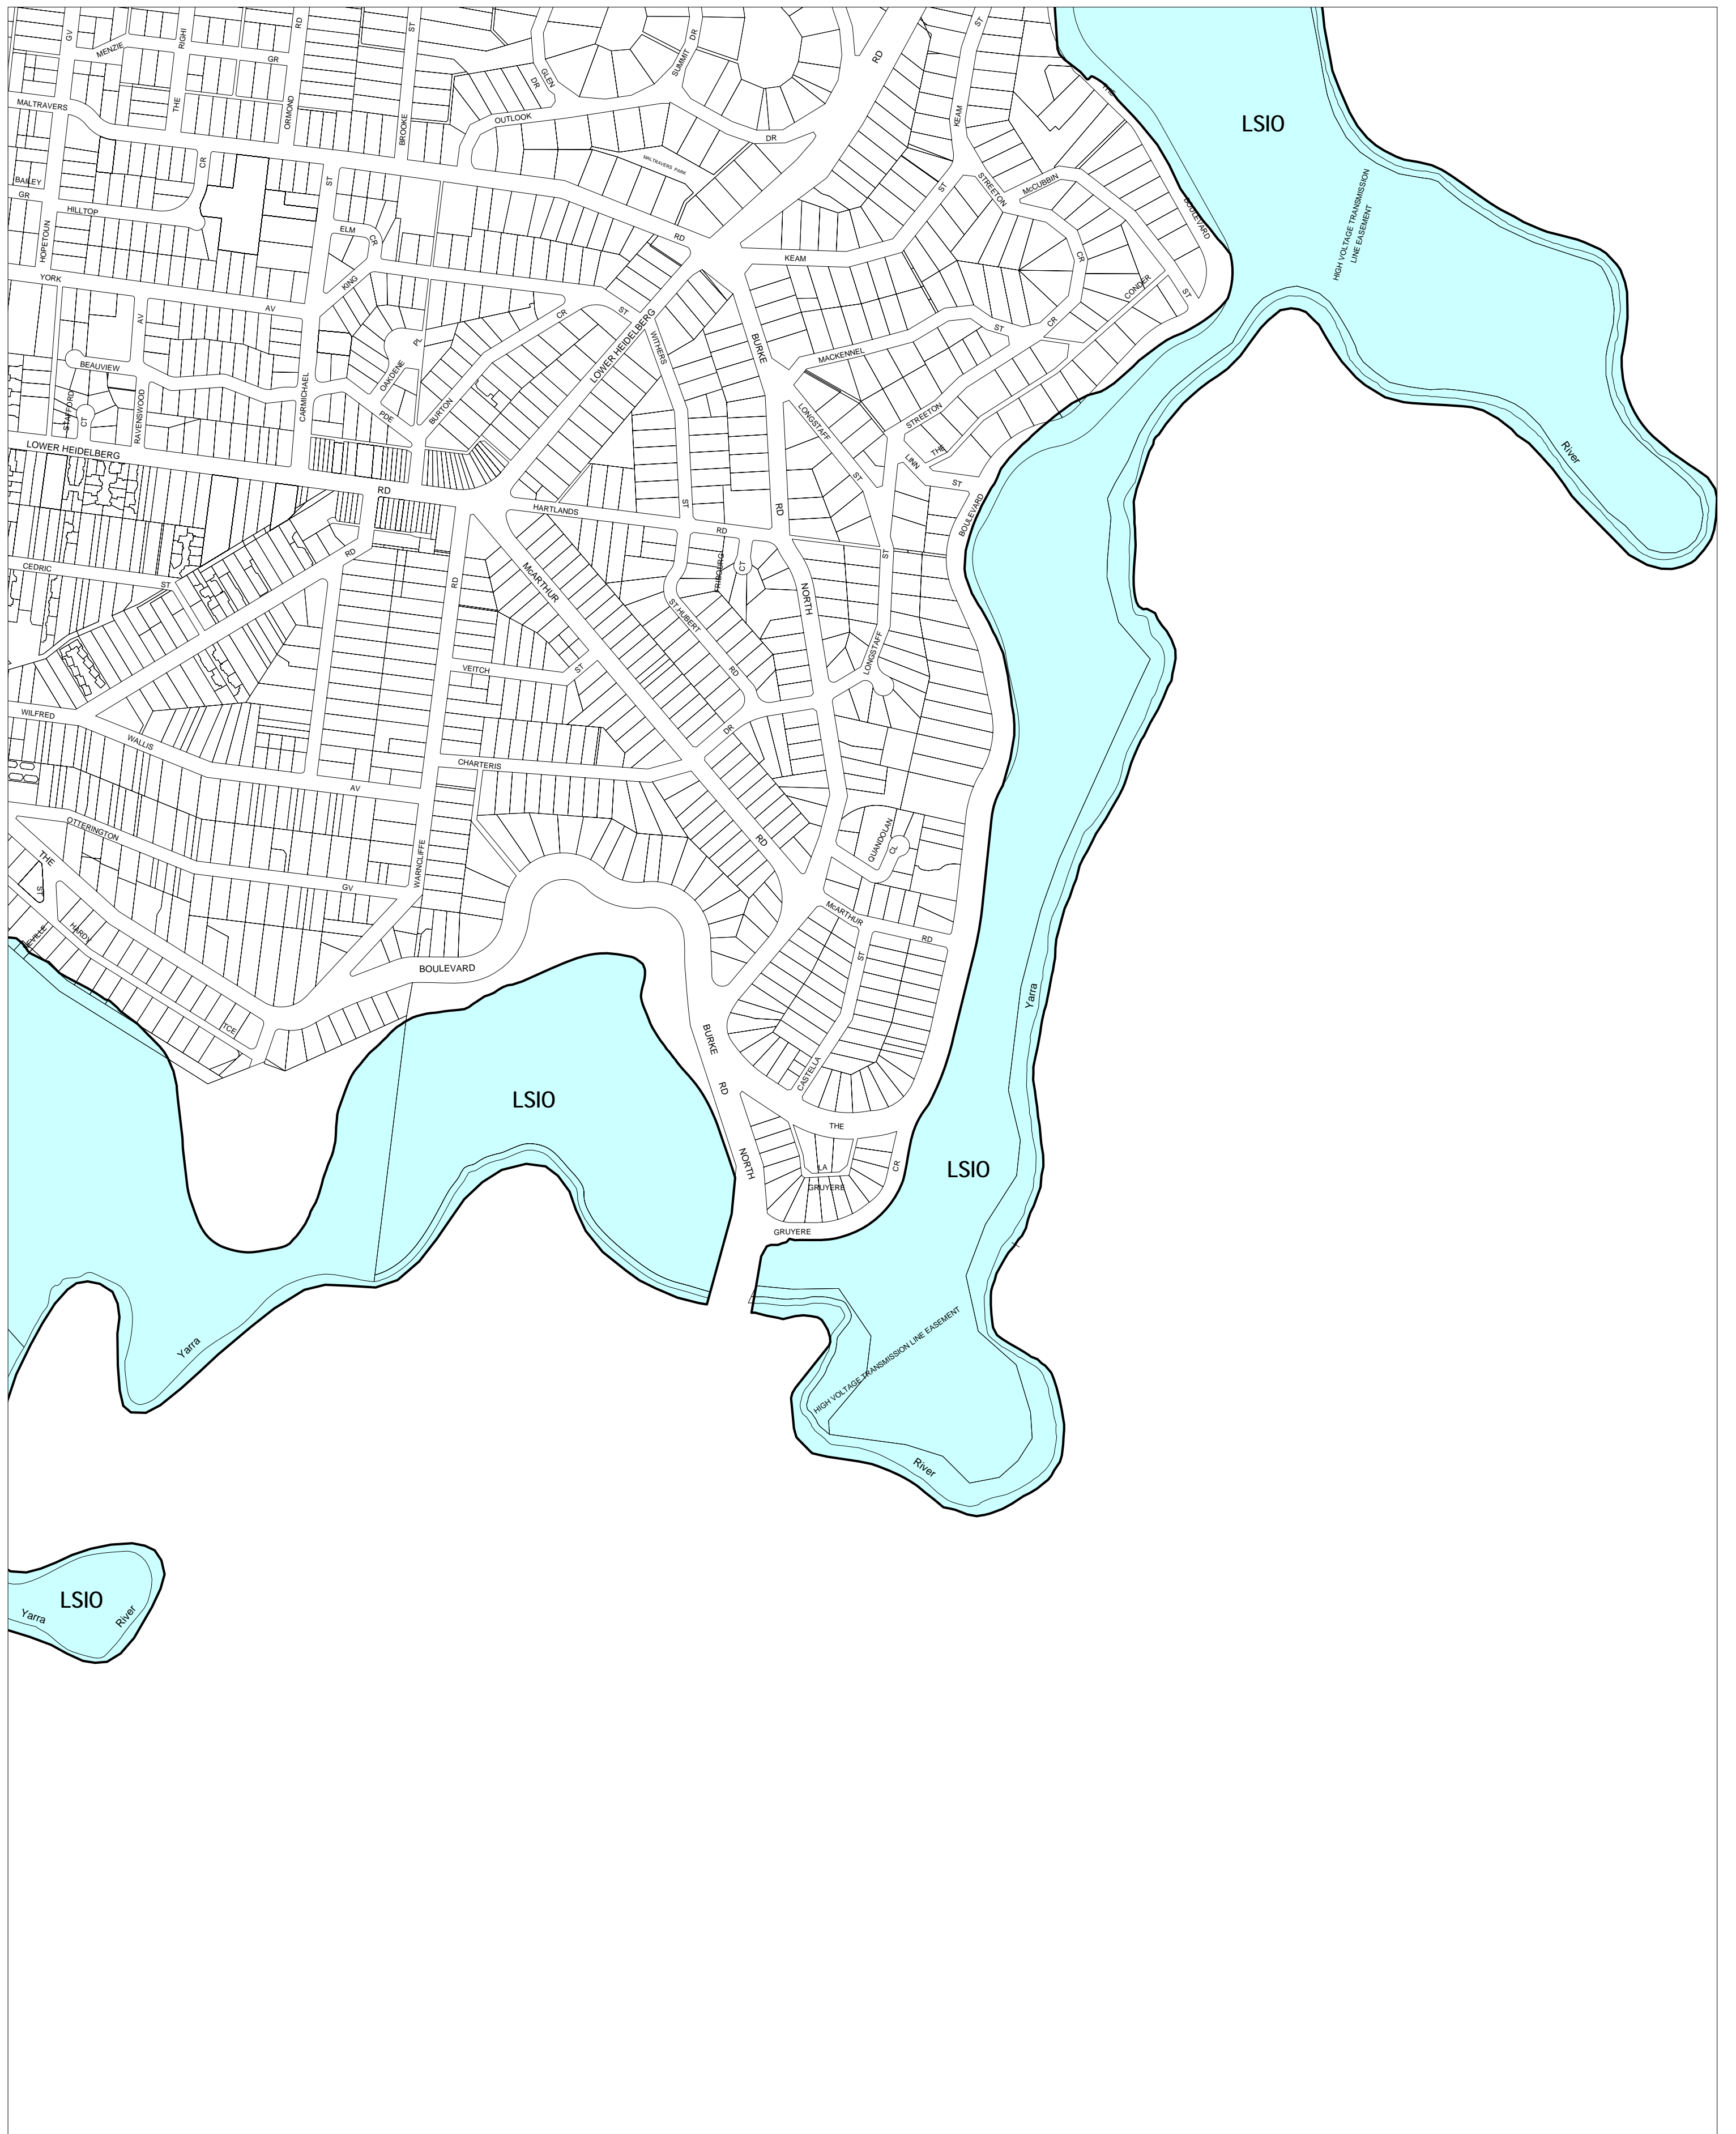 GV
MENZIE
RIGHI
RD
ST
GR
MALTRAVERS
THE
ORMOND
BROOKE
GLEN
DR
SUMMIT
DR
OUTLOOK
DR
MALTRAVERS PARK
RD
ST
KEAM
ST
THE
LSIO
HIGH VOLTAGE TRANSMISSION
LINE EASEMENT
BAILEY
GR
HILLTOP
CR
ST
HOPETOUN
ELM
CR
KING
RD
KEAM
STREETON
McCUBBIN
BOULEVARD
CR
CONDER
ST
YORK
AV
AV
BEAUVIEW
STAFFORD
CT
RAVENSWOOD
CARMICHAEL
OAKDENE
PL
PDE
CR
ST
BURTON
LOWER HEIDELBERG
WITHERS
BURKE
MACKENNEL
ST
CR
LONGSTAFF
STREETON
THE
LINN
ST
ST
BOULEVARD
River
LOWER HEIDELBERG
RD
HARTLANDS
RD
ST
RD
CEDRIC
ST
RD
RD
McARTHUR
FRIBOURG
CT
ST HUBERT
RD
NORTH
ST
LONGSTAFF
VEITCH
ST
DR
WILFRED
WALLIS
AV
CHARTERIS
RD
OTTERINGTON
THE
GV
WARNCLIFFE
ST
HARDY
TCE
BOULEVARD
QUANDOLAN
CL
McARTHUR
RD
ST
CASTELLA
BURKE
RD
NORTH
THE
LA
GRUYERE
CR
GRUYERE
Yarra
LSIO
LSIO
Yarra
HIGH VOLTAGE TRANSMISSION LINE EASEMENT
River
LSIO
Yarra
River